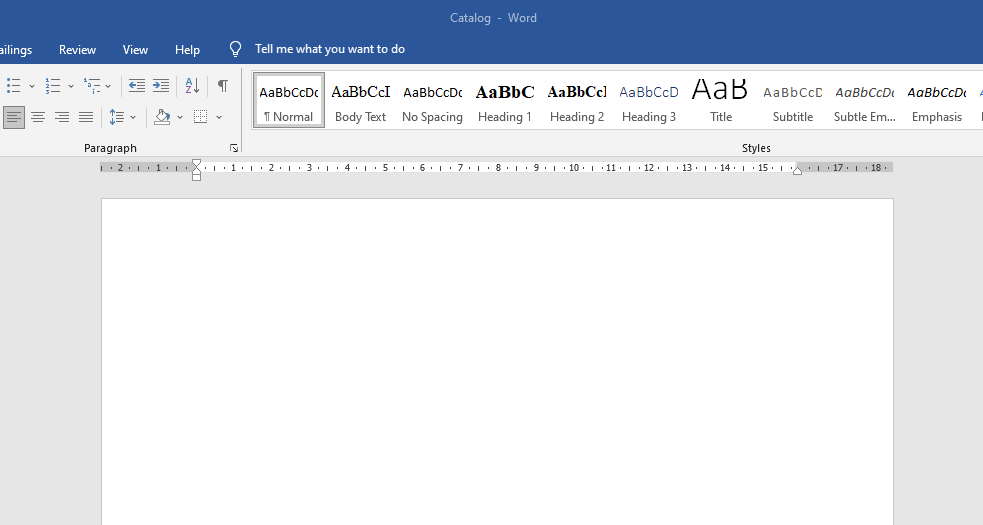 Catalog - Word
ailings Review View Help Tell me what you want to do
AaBbCcDc AaBbCcI AaBbCcDc AaBbC AaBbCcI AaBbCcD AaB AaBbCcD AaBbCcDc AaBbCcDc
¶ Normal Body Text No Spacing Heading 1 Heading 2 Heading 3 Title Subtitle Subtle Em... Emphasis
Paragraph Styles
2 1 1 2 3 4 5 6 7 8 9 10 11 12 13 14 15 17 18